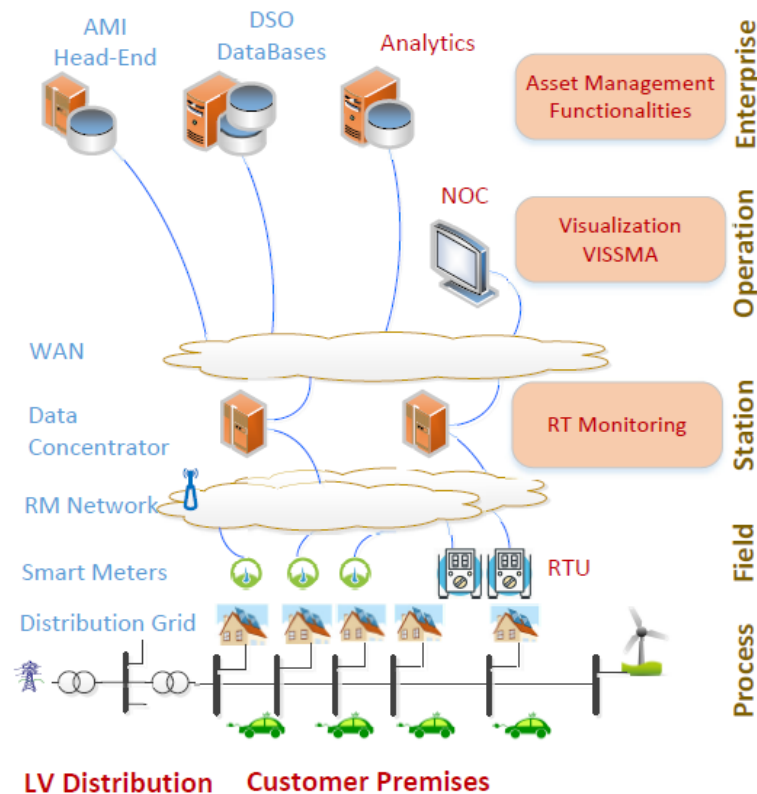 AMI
Head-End
DSO
DataBases
Analytics
Asset Management
Functionalities
Enterprise
NOC
Visualization
VISSMA
Operation
WAN
Data
Concentrator
RT Monitoring
Station
RM Network
Smart Meters
RTU
Field
Distribution Grid
Process
LV Distribution
Customer Premises